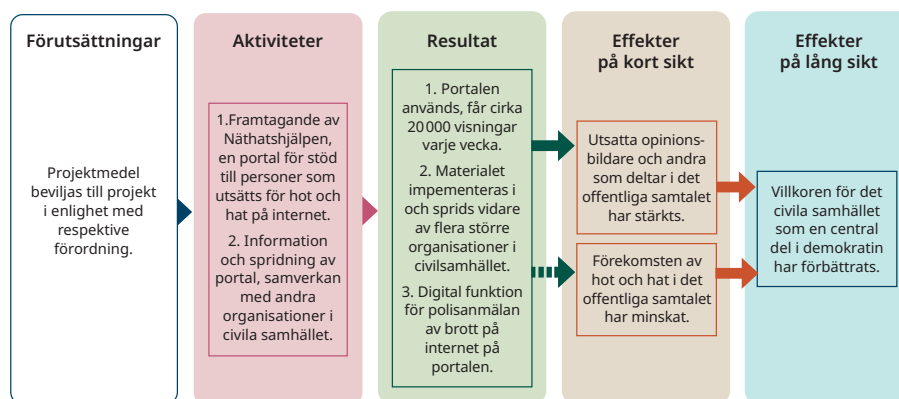 Förutsättningar
Projektmedel
beviljas till projekt
i enlighet med
respektive
förordning.
Aktiviteter
1.Framtagande av
Näthatshjälpen,
en portal för stöd
till personer som
utsätts för hot och
hat på internet.
2. Information
och spridning av
portal, samverkan
med andra
organisationer i
civila samhället.
Resultat
1. Portalen
används, får cirka
20 000 visningar
varje vecka.
2. Materialet
impementeras i
och sprids vidare
av flera större
organisationer i
civilsamhället.
3. Digital funktion
för polisanmälan
av brott på
internet på
portalen.
Effekter
på kort sikt
Utsatta opinions-
bildare och andra
som deltar i det
offentliga samtalet
har stärkts.
Förekomsten av
hot och hat i det
offentliga samtalet
har minskat.
Effekter
på lång sikt
Villkoren för det
civila samhället
som en central
del i demokratin
har förbättrats.